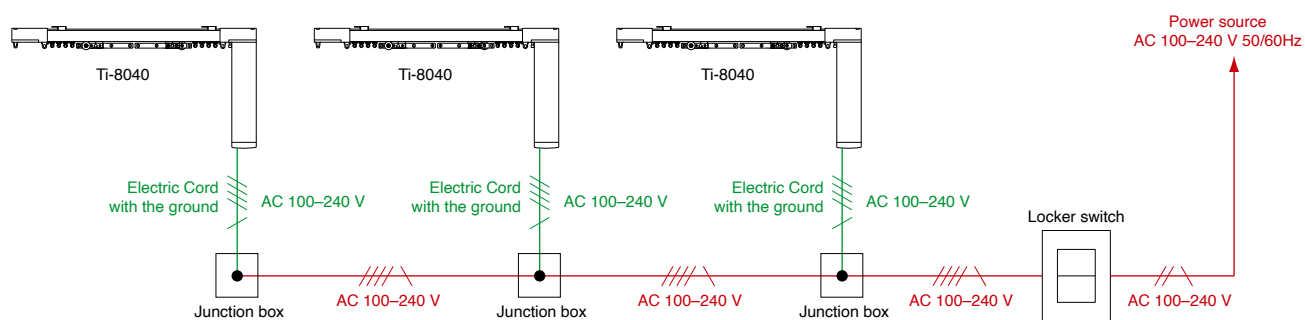 Power source
AC 100–240 V 50/60Hz
Ti-8040
Ti-8040
Ti-8040
Electric Cord
with the ground
AC 100–240 V
Electric Cord
with the ground
AC 100–240 V
Electric Cord
with the ground
AC 100–240 V
Locker switch
AC 100–240 V
AC 100–240 V
AC 100–240 V
AC 100–240 V
Junction box
Junction box
Junction box